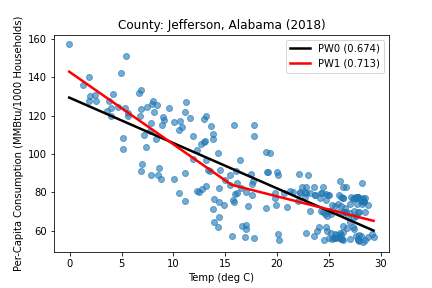 County: Jefferson, Alabama (2018)
Per-Capita Consumption (MMBtu/1000 Households)
160
140
120
100
80
60
PW0 (0.674)
PW1 (0.713)
0 5 10 15 20 25 30
Temp (deg C)